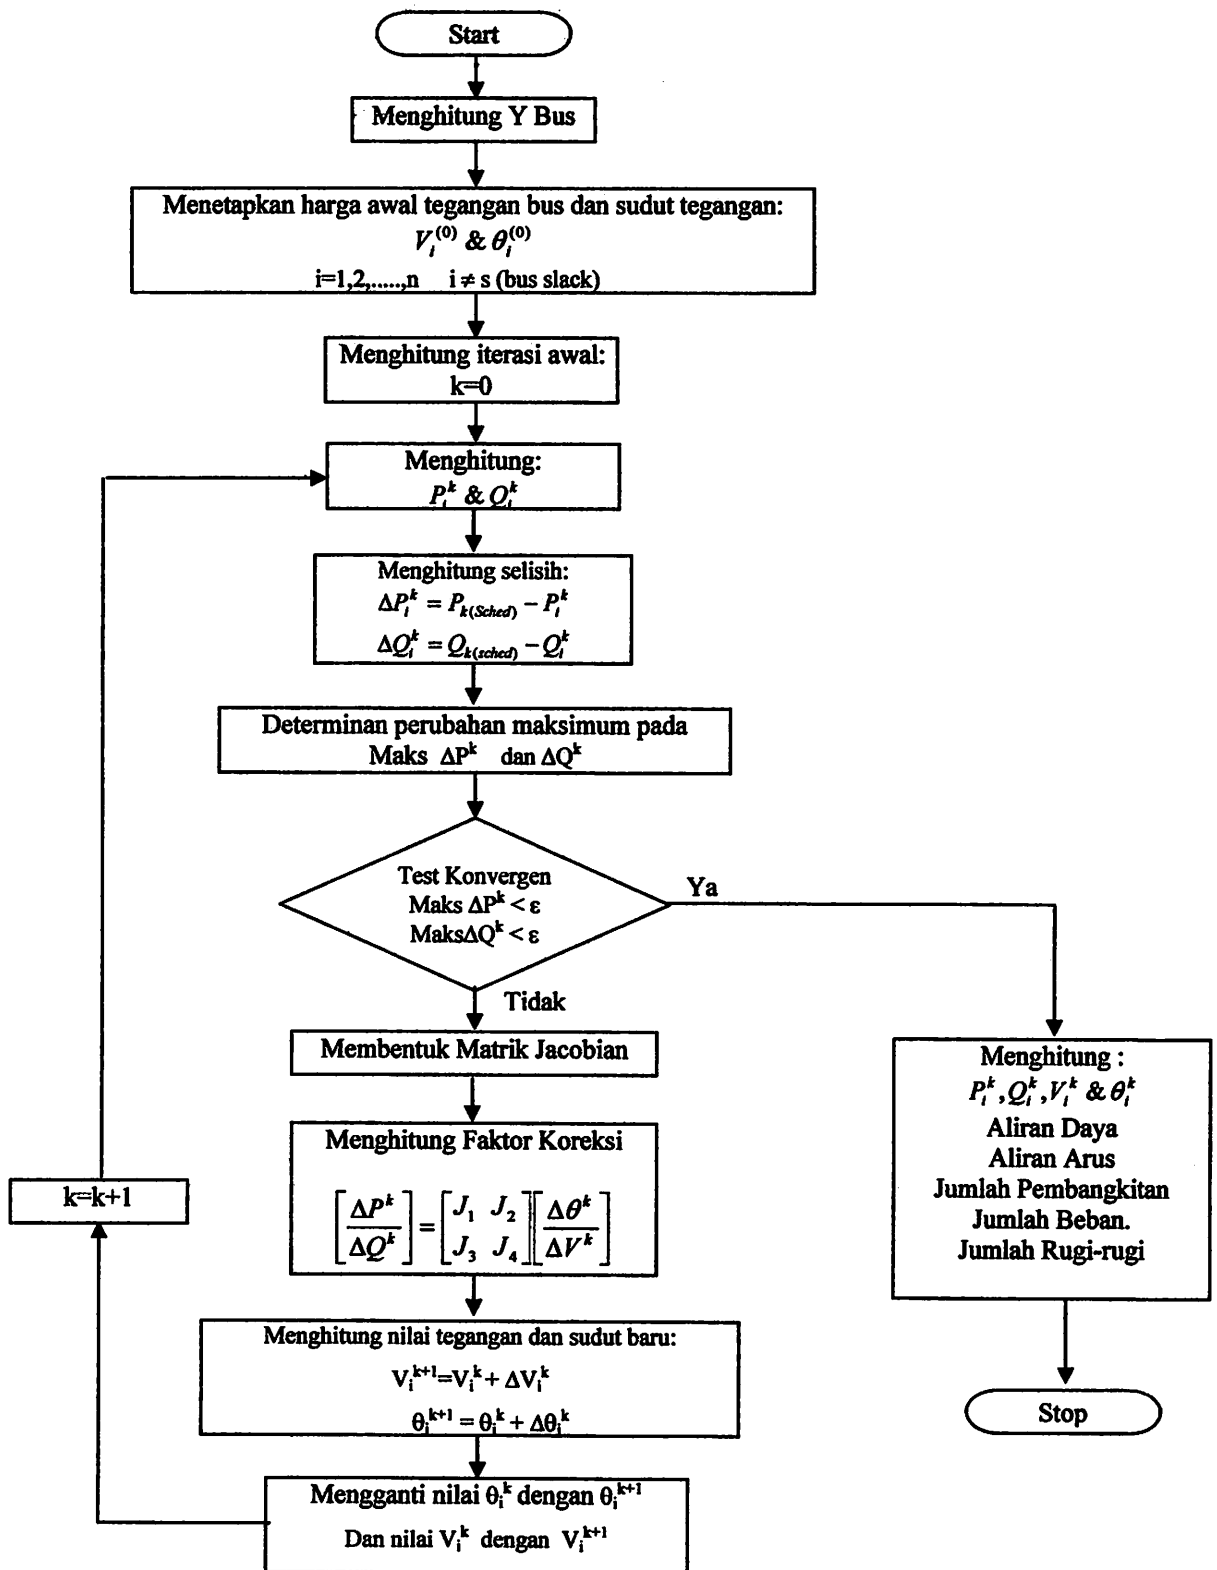 Start
Menghitung Y Bus
Menetapkan harga awal tegangan bus dan sudut tegangan:
V_i^(0) & θ_i^(0)
i=1,2,.....,n i ≠ s (bus slack)
Menghitung iterasi awal:
k=0
Menghitung:
P_i^k & Q_i^k
Menghitung selisih:
ΔP_i^k = P_k(Sched) − P_i^k
ΔQ_i^k = Q_k(sched) − Q_i^k
Determinan perubahan maksimum pada
Maks ΔP^k dan ΔQ^k
Test Konvergen
Maks ΔP^k < ε
MaksΔQ^k < ε
Ya
Tidak
Membentuk Matrik Jacobian
Menghitung Faktor Koreksi
[ΔP^k / ΔQ^k] = [J_1 J_2 / J_3 J_4] [Δθ^k / ΔV^k]
Menghitung nilai tegangan dan sudut baru:
V_i^k+1=V_i^k + ΔV_i^k
θ_i^k+1 = θ_i^k + Δθ_i^k
Mengganti nilai θ_i^k dengan θ_i^k+1
Dan nilai V_i^k dengan V_i^k+1
k=k+1
Menghitung :
P_i^k, Q_i^k, V_i^k & θ_i^k
Aliran Daya
Aliran Arus
Jumlah Pembangkitan
Jumlah Beban.
Jumlah Rugi-rugi
Stop